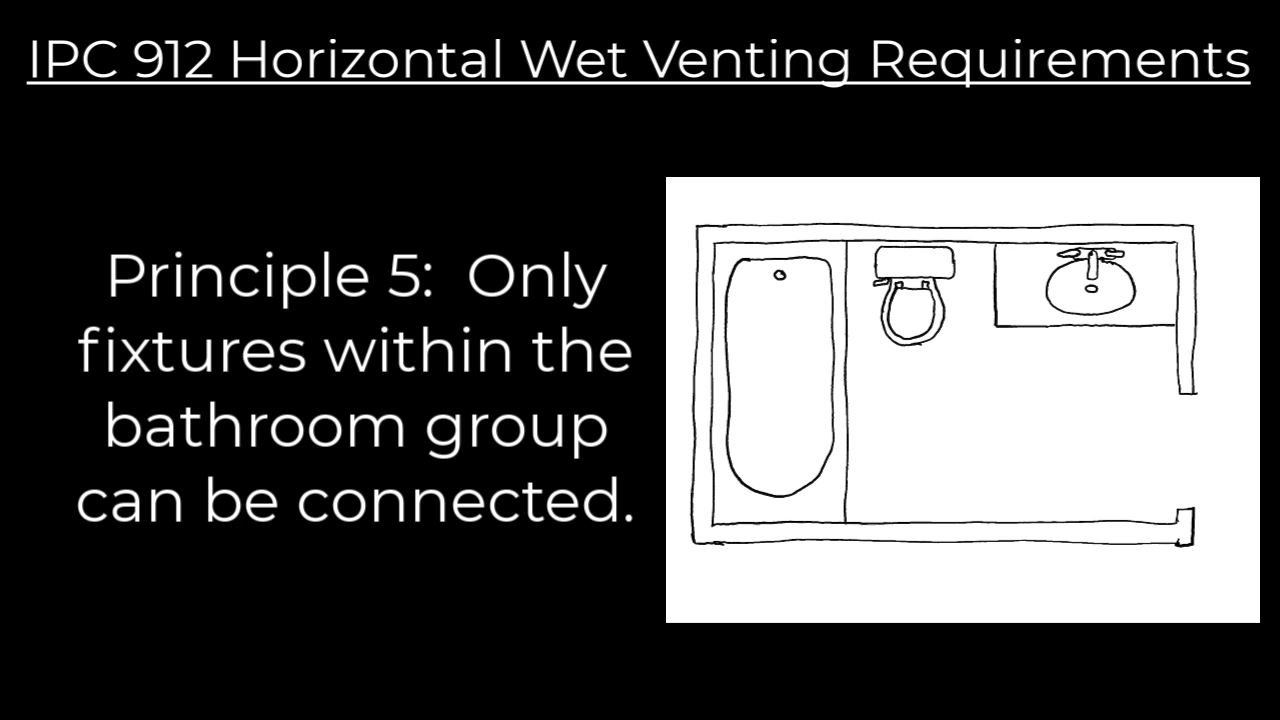 IPC 912 Horizontal Wet Venting Requirements
Principle 5: Only
fixtures within the
bathroom group
can be connected.